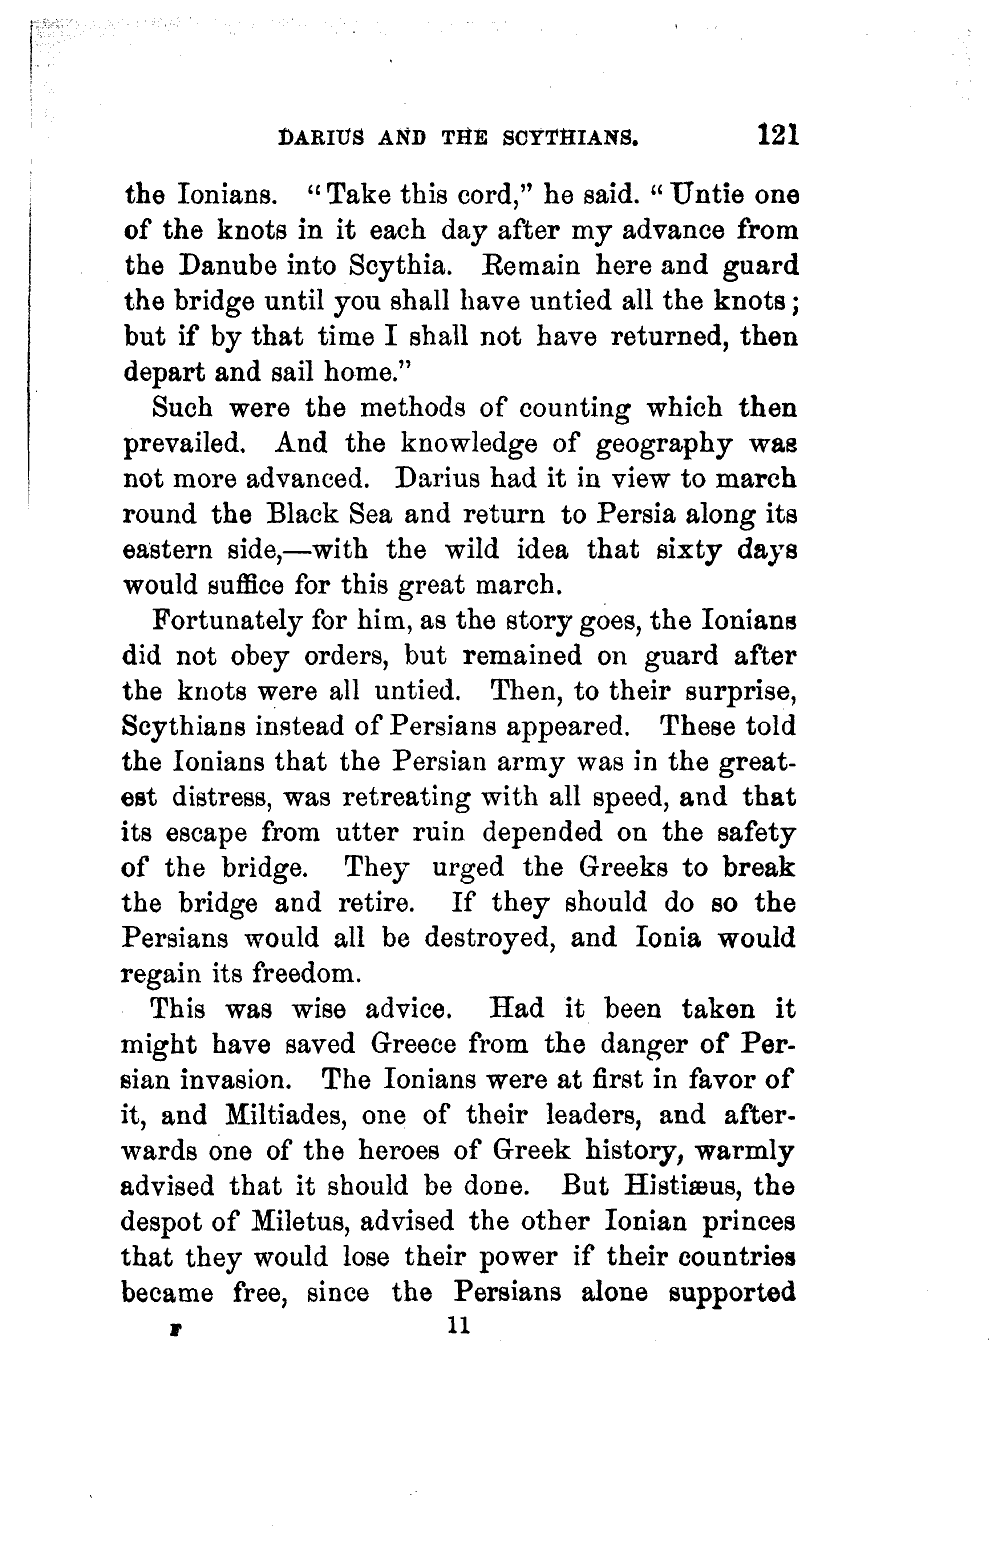 DARIUS AND THE SCYTHIANS. 121
the Ionians. “Take this cord,” he said. “Untie one
of the knots in it each day after my advance from
the Danube into Scythia. Remain here and guard
the bridge until you shall have untied all the knots;
but if by that time I shall not have returned, then
depart and sail home.”
Such were the methods of counting which then
prevailed. And the knowledge of geography was
not more advanced. Darius had it in view to march
round the Black Sea and return to Persia along its
eastern side,—with the wild idea that sixty days
would suffice for this great march.
Fortunately for him, as the story goes, the Ionians
did not obey orders, but remained on guard after
the knots were all untied. Then, to their surprise,
Scythians instead of Persians appeared. These told
the Ionians that the Persian army was in the great-
est distress, was retreating with all speed, and that
its escape from utter ruin depended on the safety
of the bridge. They urged the Greeks to break
the bridge and retire. If they should do so the
Persians would all be destroyed, and Ionia would
regain its freedom.
This was wise advice. Had it been taken it
might have saved Greece from the danger of Per-
sian invasion. The Ionians were at first in favor of
it, and Miltiades, one of their leaders, and after-
wards one of the heroes of Greek history, warmly
advised that it should be done. But Histiæus, the
despot of Miletus, advised the other Ionian princes
that they would lose their power if their countries
became free, since the Persians alone supported
F 11